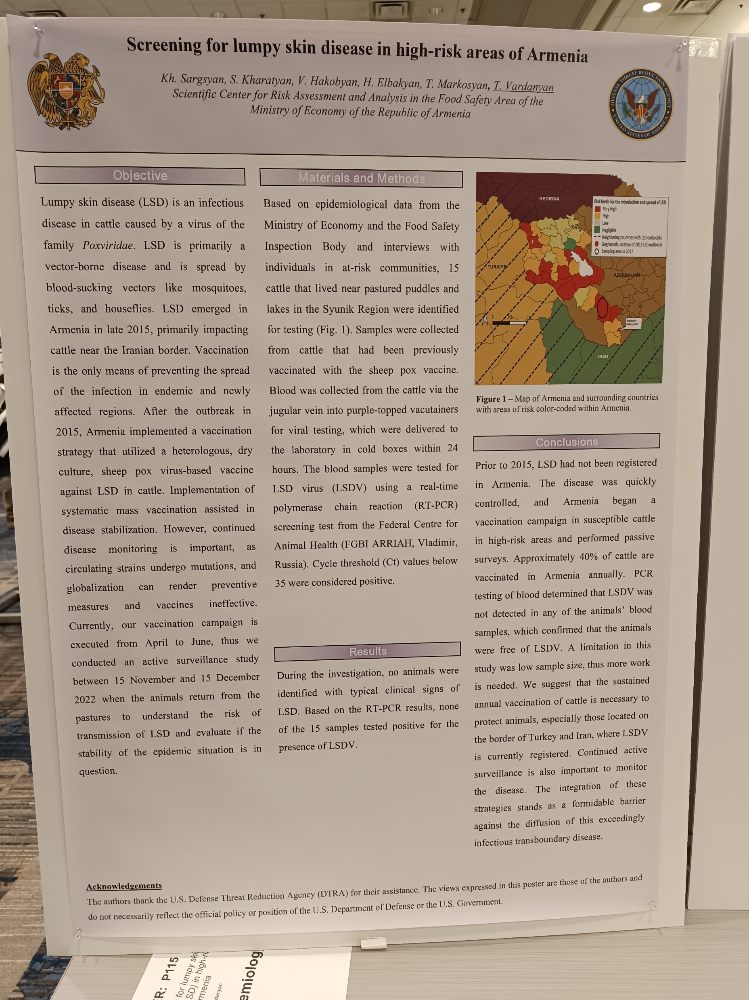 Screening for lumpy skin disease in high-risk areas of Armenia
Kh. Sargsyan, S. Kharatyan, V. Hakobyan, H. Elbakyan, T. Markosyan, T. Vardanyan
Scientific Center for Risk Assessment and Analysis in the Food Safety Area of the
Ministry of Economy of the Republic of Armenia
DEFENSE THREAT REDUCTION AGENCY
UNITED STATES OF AMERICA
Objective
Lumpy skin disease (LSD) is an infectious
disease in cattle caused by a virus of the
family Poxviridae. LSD is primarily a
vector-borne disease and is spread by
blood-sucking vectors like mosquitoes,
ticks, and houseflies. LSD emerged in
Armenia in late 2015, primarily impacting
cattle near the Iranian border. Vaccination
is the only means of preventing the spread
of the infection in endemic and newly
affected regions. After the outbreak in
2015, Armenia implemented a vaccination
strategy that utilized a heterologous, dry
culture, sheep pox virus-based vaccine
against LSD in cattle. Implementation of
systematic mass vaccination assisted in
disease stabilization. However, continued
disease monitoring is important, as
circulating strains undergo mutations, and
globalization can render preventive
measures and vaccines ineffective.
Currently, our vaccination campaign is
executed from April to June, thus we
conducted an active surveillance study
between 15 November and 15 December
2022 when the animals return from the
pastures to understand the risk of
transmission of LSD and evaluate if the
stability of the epidemic situation is in
question.
Materials and Methods
Based on epidemiological data from the
Ministry of Economy and the Food Safety
Inspection Body and interviews with
individuals in at-risk communities, 15
cattle that lived near pastured puddles and
lakes in the Syunik Region were identified
for testing (Fig. 1). Samples were collected
from cattle that had been previously
vaccinated with the sheep pox vaccine.
Blood was collected from the cattle via the
jugular vein into purple-topped vacutainers
for viral testing, which were delivered to
the laboratory in cold boxes within 24
hours. The blood samples were tested for
LSD virus (LSDV) using a real-time
polymerase chain reaction (RT-PCR)
screening test from the Federal Centre for
Animal Health (FGBI ARRIAH, Vladimir,
Russia). Cycle threshold (Ct) values below
35 were considered positive.
Results
During the investigation, no animals were
identified with typical clinical signs of
LSD. Based on the RT-PCR results, none
of the 15 samples tested positive for the
presence of LSDV.
GEORGIA
Risk levels for the introduction and spread of LSD
Very High
High
Low
Negligible
Neighboring countries with LSD outbreaks
Geghanush, location of 2015 LSD outbreak
Sampling area in 2022
TURKIYE
AZERBAIJAN
0 0.5
IRAN
Figure 1 – Map of Armenia and surrounding countries
with areas of risk color-coded within Armenia.
Conclusions
Prior to 2015, LSD had not been registered
in Armenia. The disease was quickly
controlled, and Armenia began a
vaccination campaign in susceptible cattle
in high-risk areas and performed passive
surveys. Approximately 40% of cattle are
vaccinated in Armenia annually. PCR
testing of blood determined that LSDV was
not detected in any of the animals’ blood
samples, which confirmed that the animals
were free of LSDV. A limitation in this
study was low sample size, thus more work
is needed. We suggest that the sustained
annual vaccination of cattle is necessary to
protect animals, especially those located on
the border of Turkey and Iran, where LSDV
is currently registered. Continued active
surveillance is also important to monitor
the disease. The integration of these
strategies stands as a formidable barrier
against the diffusion of this exceedingly
infectious transboundary disease.
Acknowledgements
The authors thank the U.S. Defense Threat Reduction Agency (DTRA) for their assistance. The views expressed in this poster are those of the authors and
do not necessarily reflect the official policy or position of the U.S. Department of Defense or the U.S. Government.
R: P115
for lumpy ski
SD) in high-ri
rmenia
danyan
emiolog